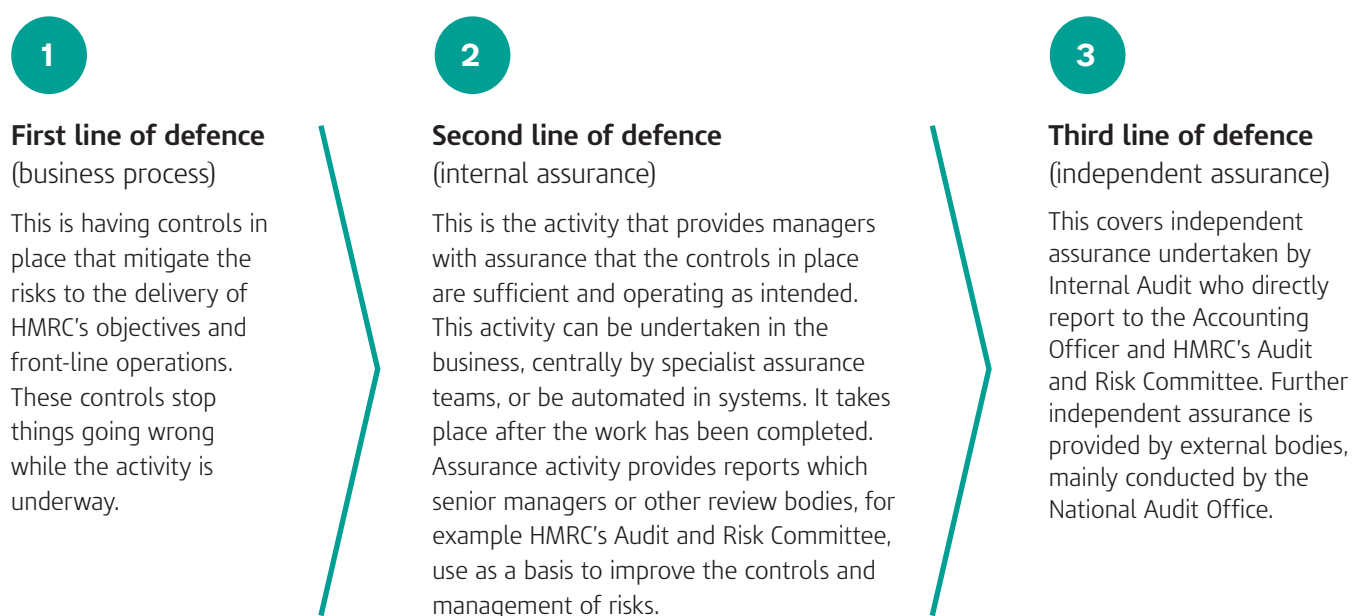 1
First line of defence
(business process)
This is having controls in
place that mitigate the
risks to the delivery of
HMRC's objectives and
front-line operations.
These controls stop
things going wrong
while the activity is
underway.
2
Second line of defence
(internal assurance)
This is the activity that provides managers
with assurance that the controls in place
are sufficient and operating as intended.
This activity can be undertaken in the
business, centrally by specialist assurance
teams, or be automated in systems. It takes
place after the work has been completed.
Assurance activity provides reports which
senior managers or other review bodies, for
example HMRC's Audit and Risk Committee,
use as a basis to improve the controls and
management of risks.
3
Third line of defence
(independent assurance)
This covers independent
assurance undertaken by
Internal Audit who directly
report to the Accounting
Officer and HMRC's Audit
and Risk Committee. Further
independent assurance is
provided by external bodies,
mainly conducted by the
National Audit Office.